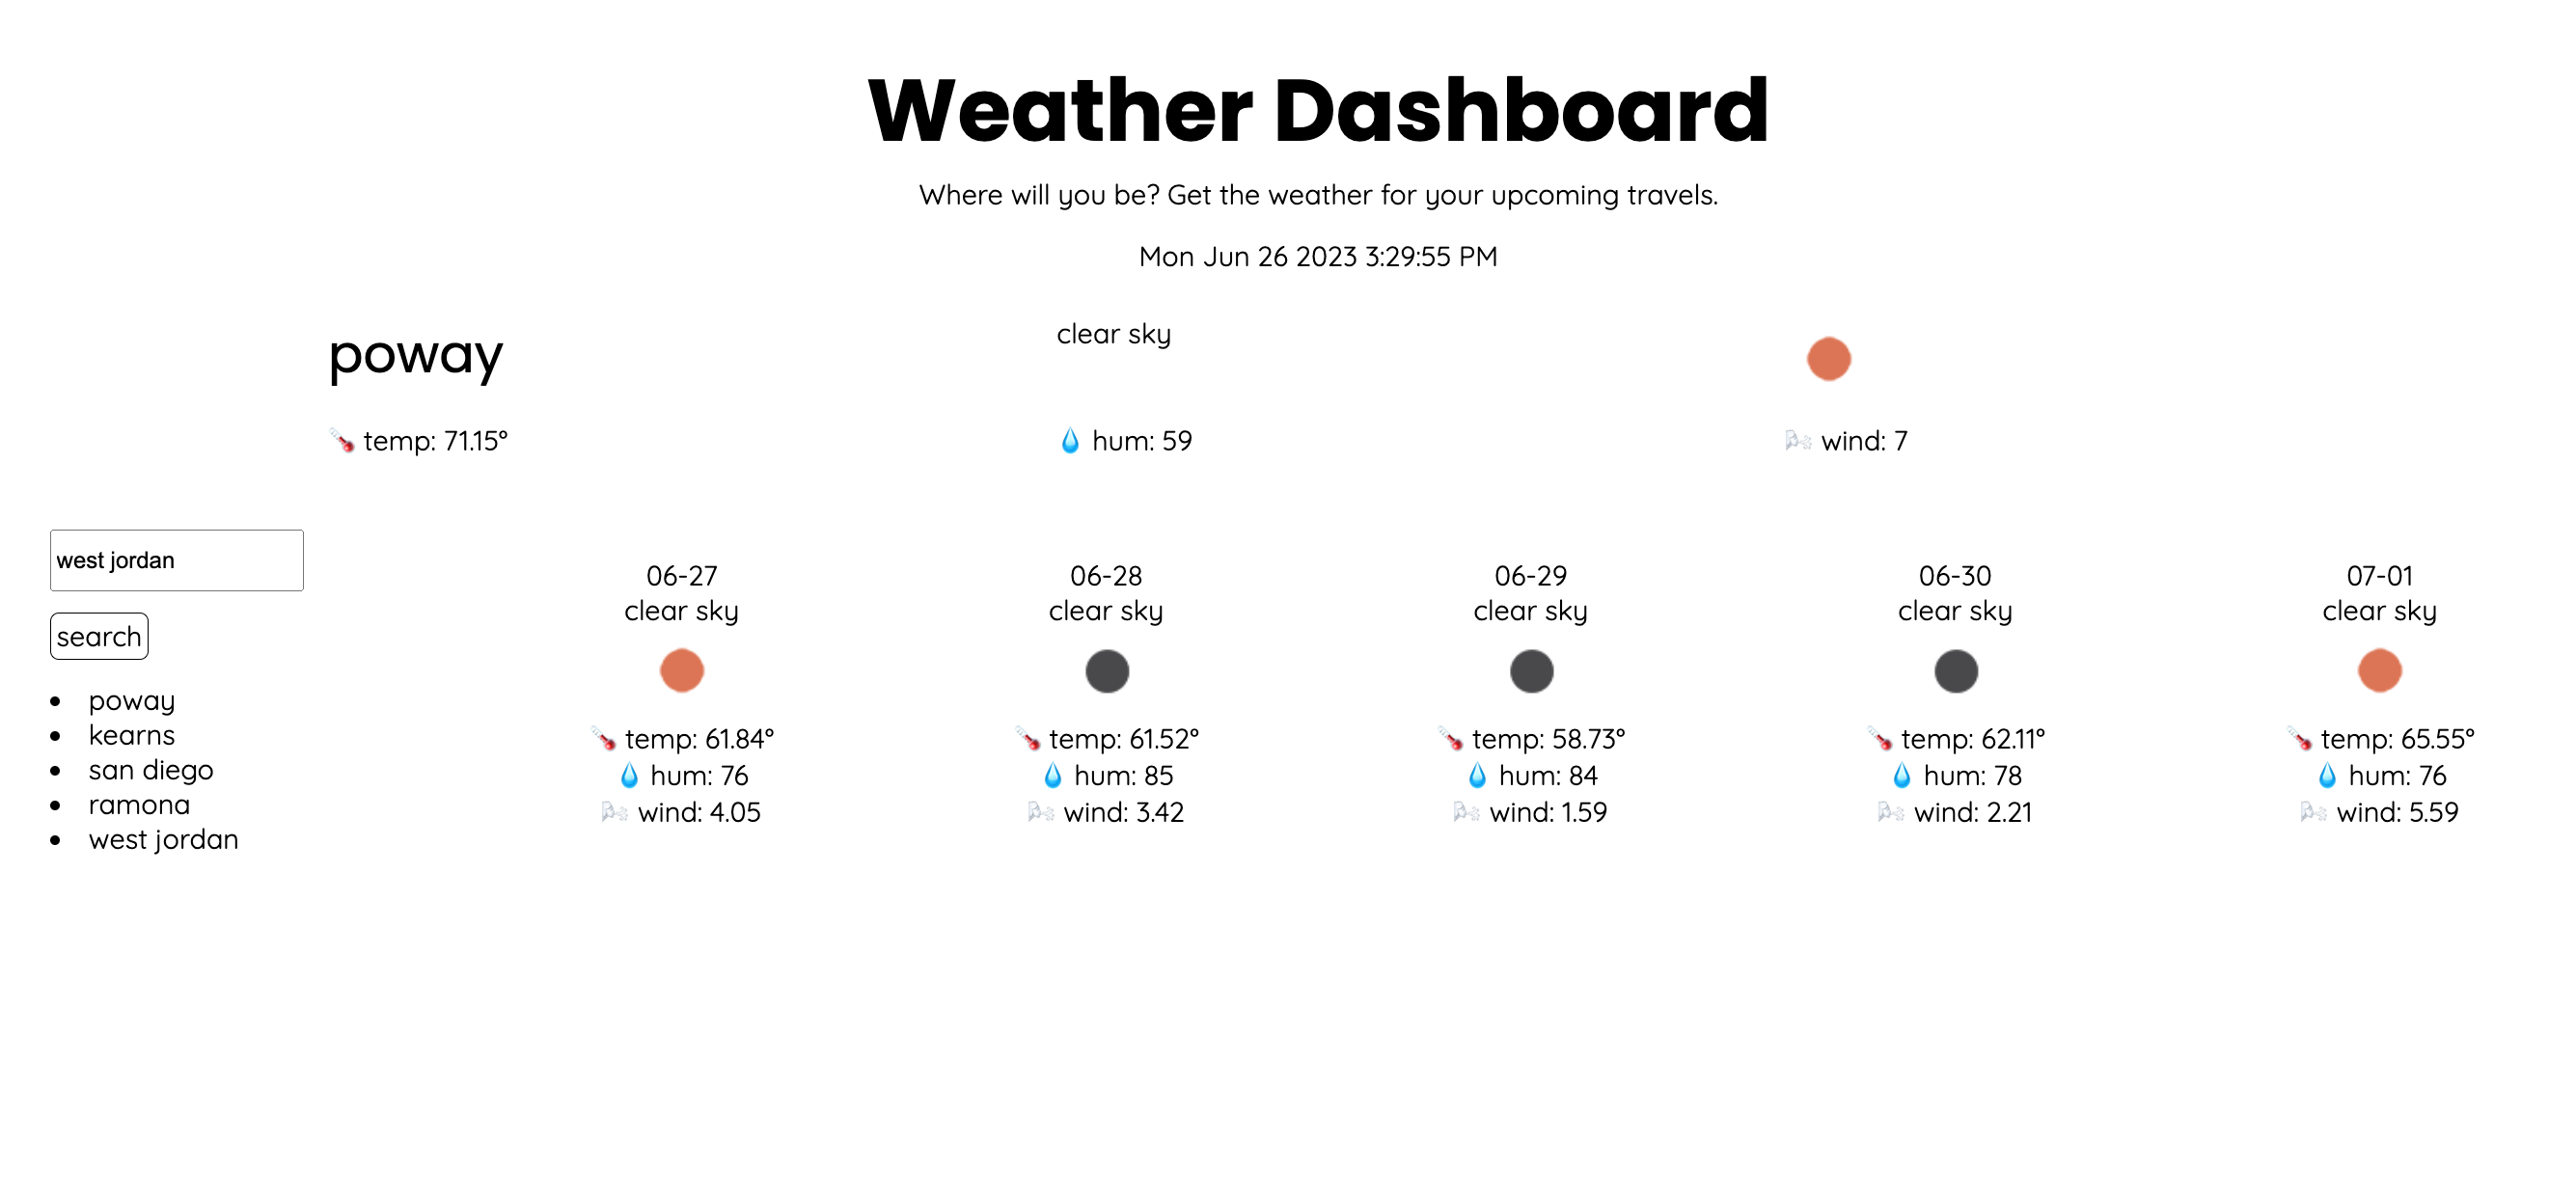 Weather Dashboard
Where will you be? Get the weather for your upcoming travels.
Mon Jun 26 2023 3:29:55 PM
poway
clear sky
🌡️ temp: 71.15°
💧 hum: 59
🌬️ wind: 7
west jordan
search
• poway
• kearns
• san diego
• ramona
• west jordan
06-27
clear sky
🌡️ temp: 61.84°
💧 hum: 76
🌬️ wind: 4.05
06-28
clear sky
🌡️ temp: 61.52°
💧 hum: 85
🌬️ wind: 3.42
06-29
clear sky
🌡️ temp: 58.73°
💧 hum: 84
🌬️ wind: 1.59
06-30
clear sky
🌡️ temp: 62.11°
💧 hum: 78
🌬️ wind: 2.21
07-01
clear sky
🌡️ temp: 65.55°
💧 hum: 76
🌬️ wind: 5.59